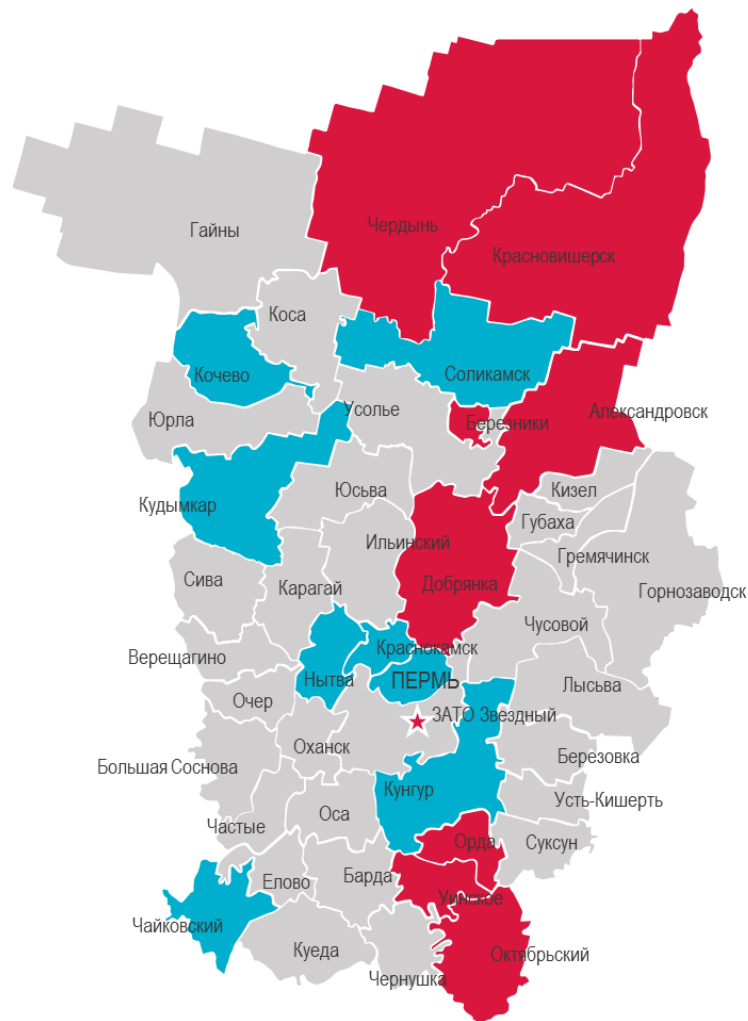 Чердынь
Гайны
Красновишерск
Коса
Кочево
Соликамск
Усолье
Александровск
Юрла
Березники
Юсьва
Кизел
Кудымкар
Губаха
Ильинский
Гремячинск
Сива
Карагай
Добрянка
Горнозаводск
Чусовой
Краснокамск
Верещагино
Нытва
ПЕРМЬ
Лысьва
Очер
ЗАТО Звездный
Оханск
Березовка
Большая Соснова
Кунгур
Усть-Кишерть
Оса
Частые
Орда
Суксун
Барда
Елово
Уинское
Чайковский
Куеда
Октябрьский
Чернушка